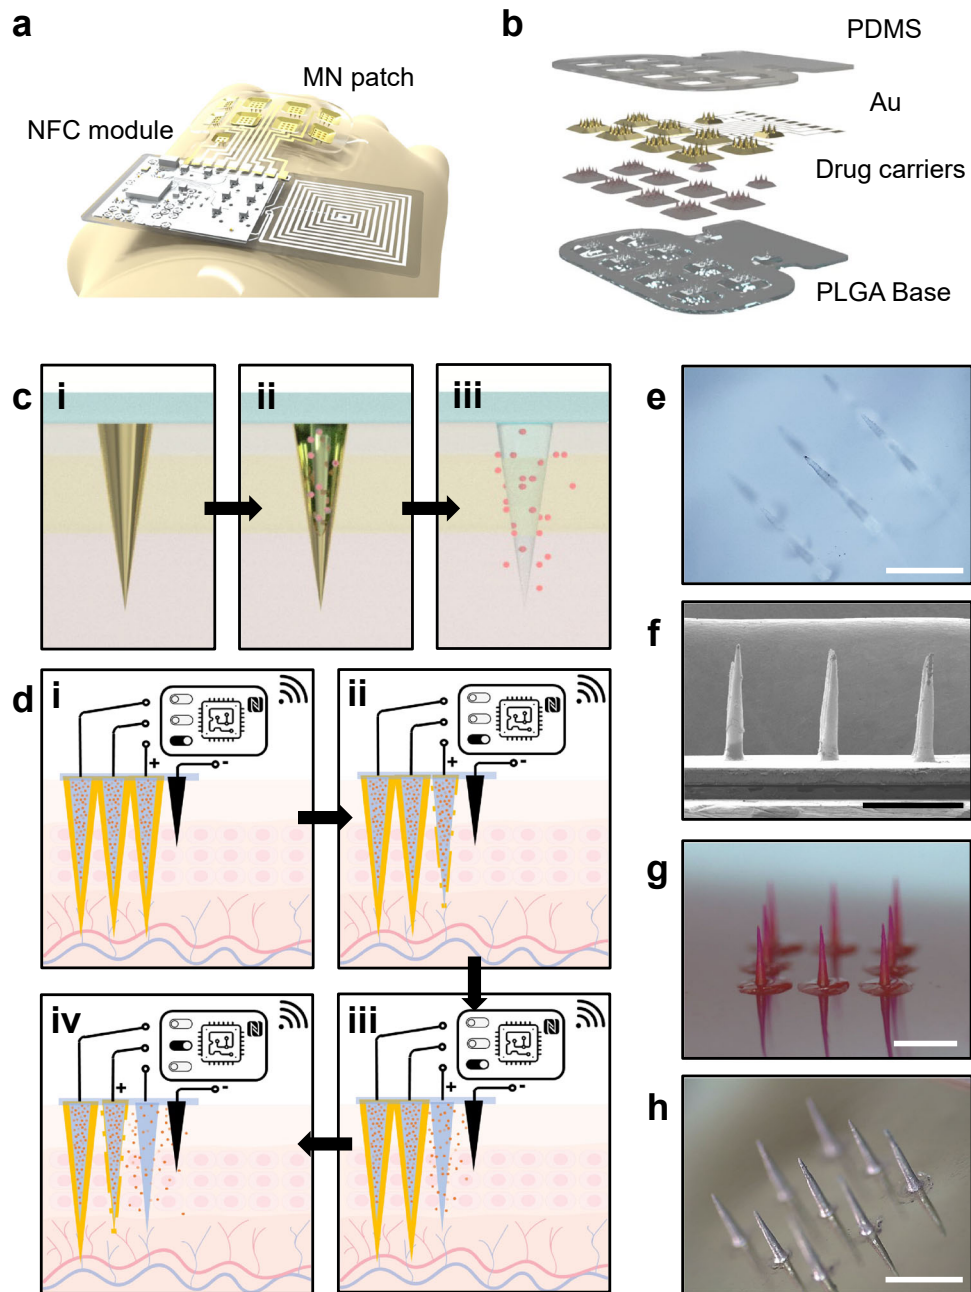 a
MN patch
NFC module
b
PDMS
Au
Drug carriers
PLGA Base
c
i
ii
iii
d
i
+
-
ii
+
-
iv
+
-
iii
+
-
e
f
g
h